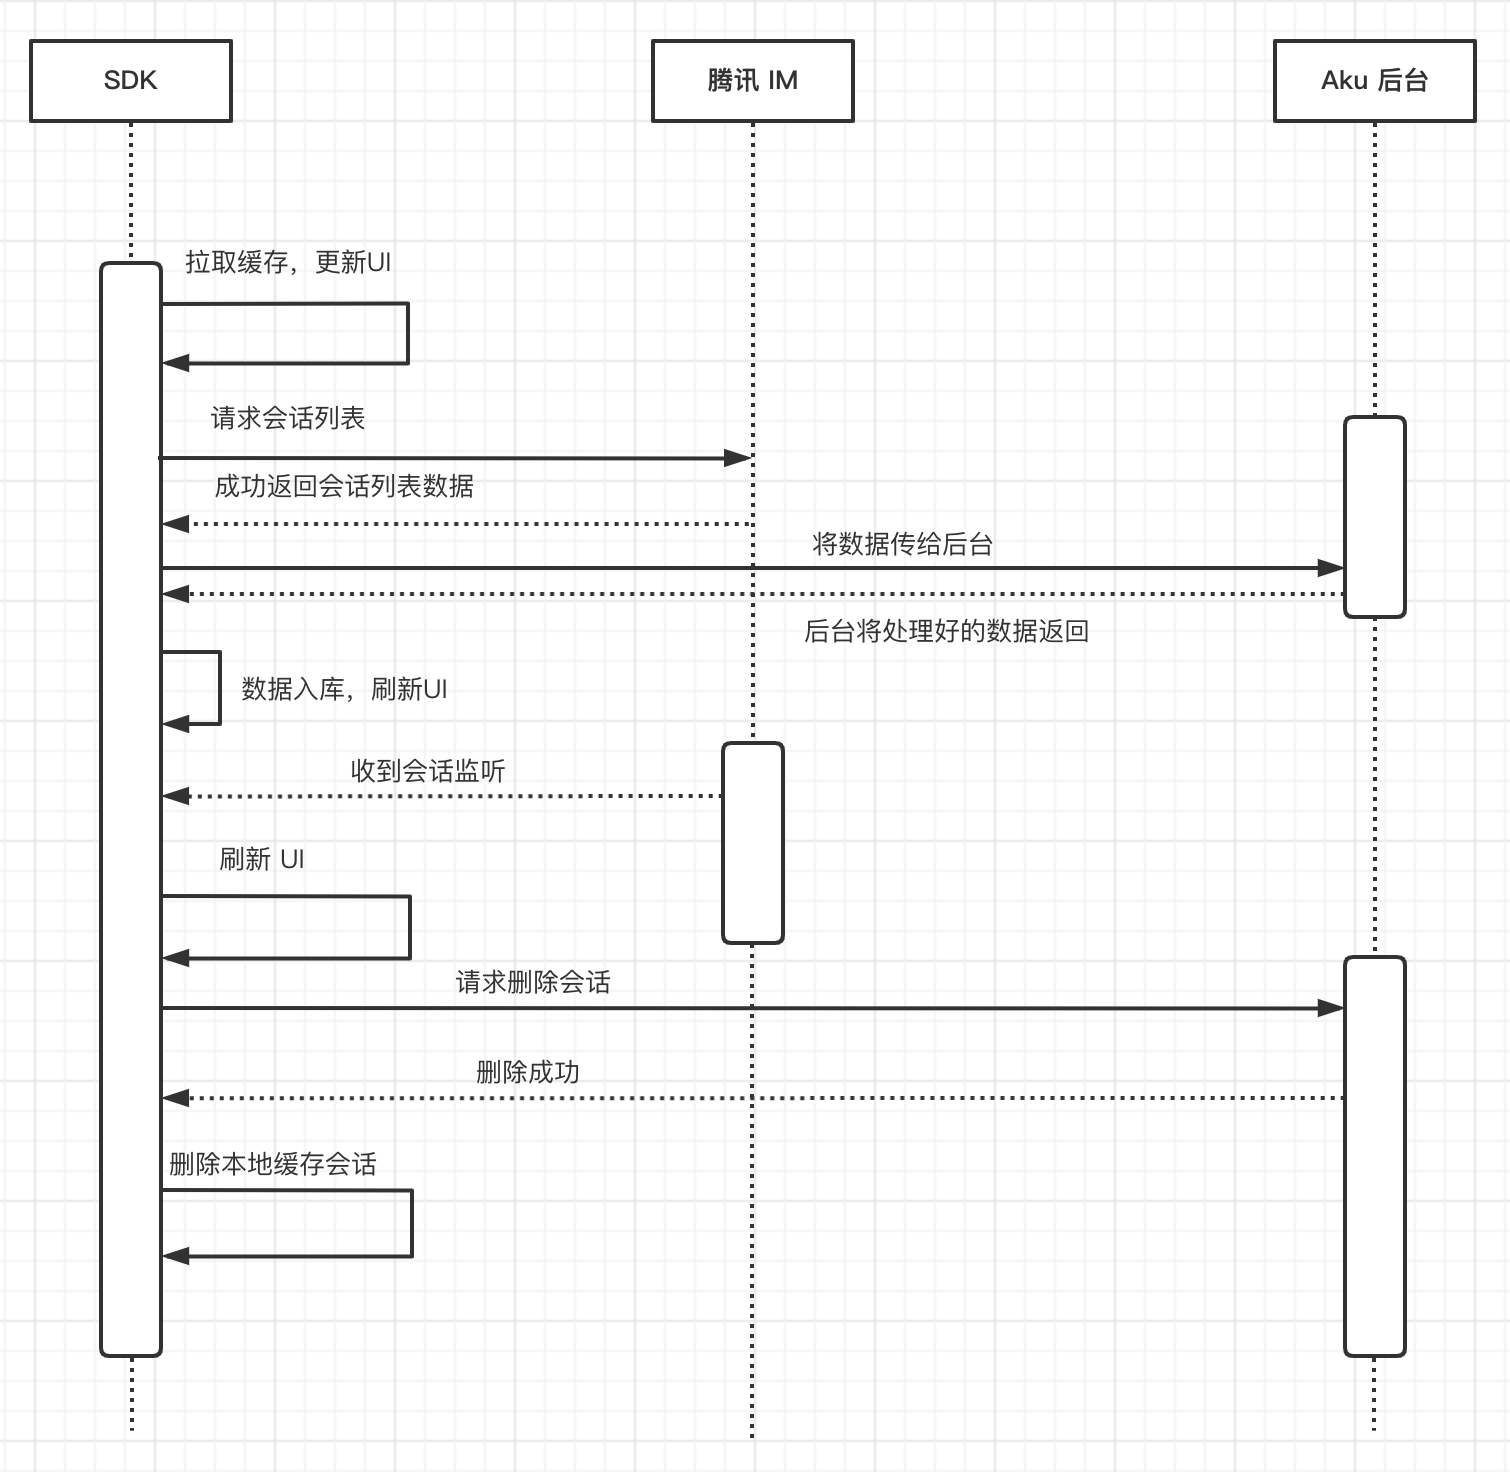 SDK
腾讯 IM
Aku 后台
拉取缓存，更新UI
请求会话列表
成功返回会话列表数据
将数据传给后台
后台将处理好的数据返回
数据入库，刷新UI
收到会话监听
刷新 UI
请求删除会话
删除成功
删除本地缓存会话